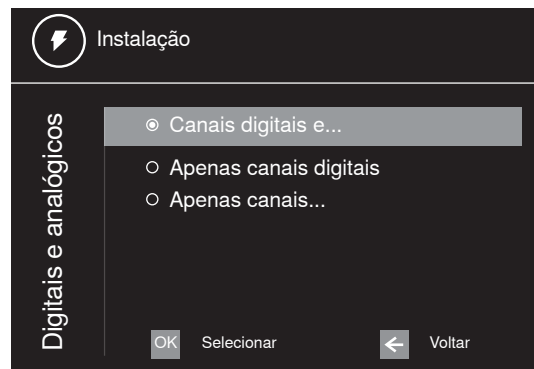 Instalação
Digitais e analógicos
Canais digitais e...
Apenas canais digitais
Apenas canais...
OK Selecionar
Voltar